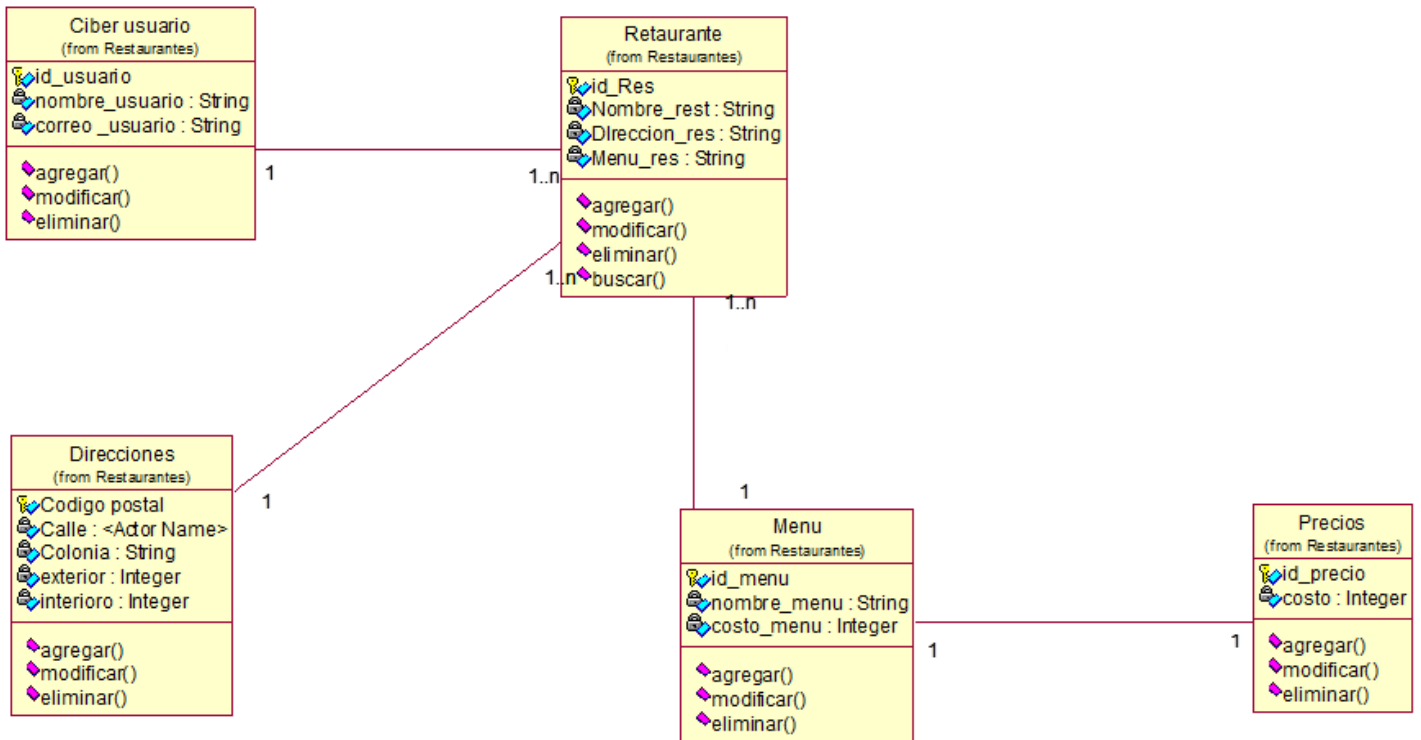 Ciber usuario
(from Restaurantes)
id_usuario
nombre_usuario : String
correo _usuario : String
agregar()
modificar()
eliminar()
1
1..n
Retaurante
(from Restaurantes)
id_Res
Nombre_rest : String
DIreccion_res : String
Menu_res : String
agregar()
modificar()
eliminar()
buscar()
1..n
1..n
Direcciones
(from Restaurantes)
Codigo postal
Calle : <Actor Name>
Colonia : String
exterior : Integer
interioro : Integer
agregar()
modificar()
eliminar()
1
1
Menu
(from Restaurantes)
id_menu
nombre_menu : String
costo_menu : Integer
agregar()
modificar()
eliminar()
1
1
Precios
(from Restaurantes)
id_precio
costo : Integer
agregar()
modificar()
eliminar()